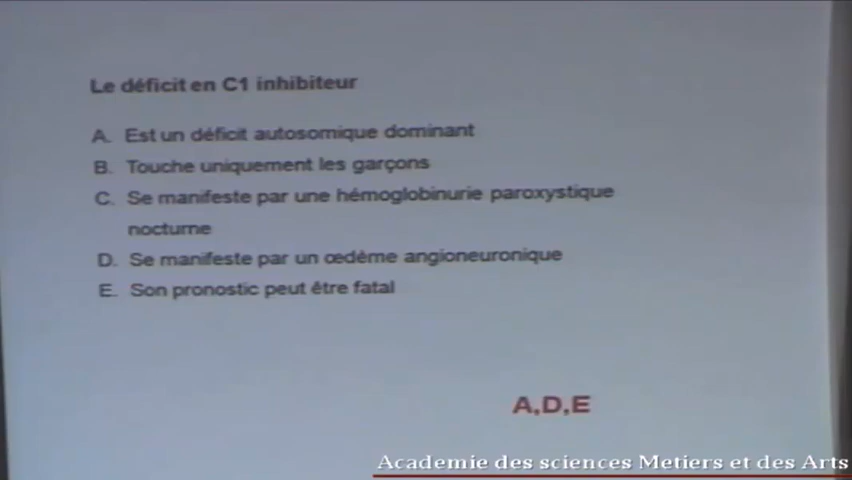 Le déficit en C1 inhibiteur
A. Est un déficit autosomique dominant
B. Touche uniquement les garçons
C. Se manifeste par une hémoglobinurie paroxystique
nocturne
D. Se manifeste par un œdème angioneuronique
E. Son pronostic peut être fatal
A,D,E
Academie des sciences Metiers et des Arts